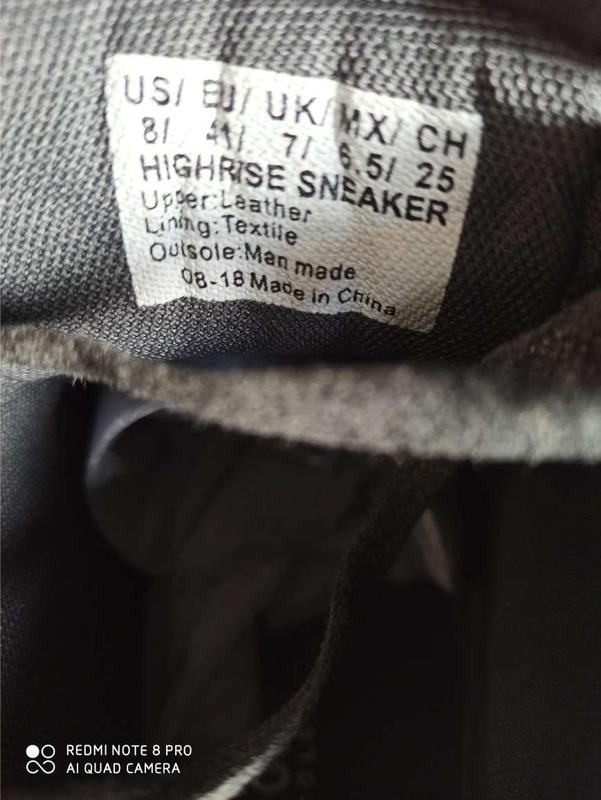 US/ EU/ UK/ MX/ CH
8/ 41/ 7/ 6.5/ 25
HIGHRISE SNEAKER
Upper:Leather
Lining:Textile
Outsole:Man made
08-18 Made in China
REDMI NOTE 8 PRO
AI QUAD CAMERA